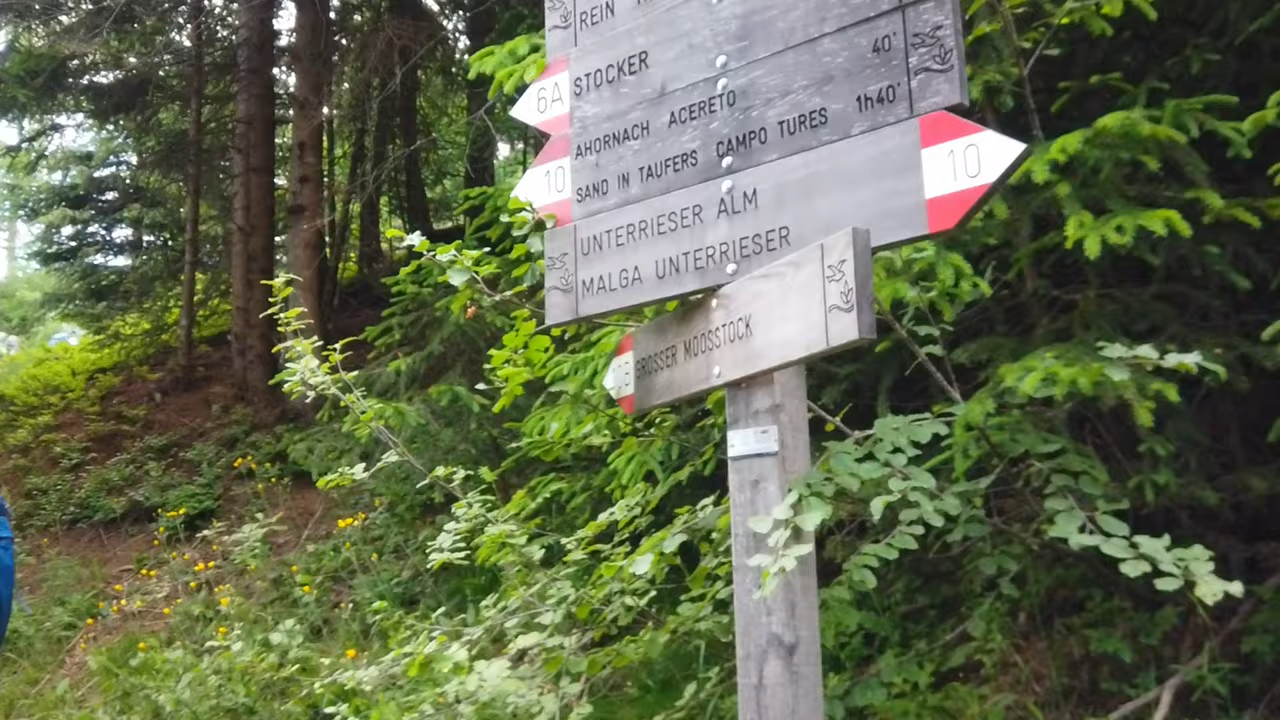 REIN
STOCKER
6A
40'
AHORNACH ACERETO
10
SAND IN TAUFERS CAMPO TURES 1h40'
UNTERRIESER ALM
10
MALGA UNTERRIESER
GROSSER MOOSSTOCK